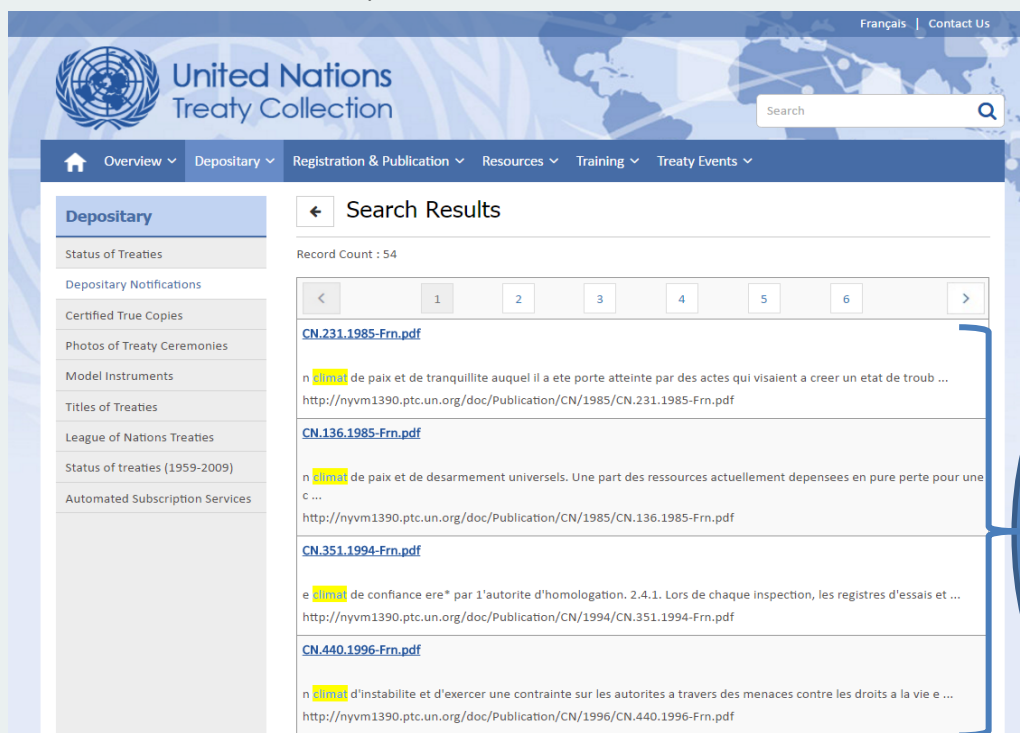 Français | Contact Us
United Nations
Treaty Collection
Search
Overview Depositary Registration & Publication Resources Training Treaty Events
Depositary
Status of Treaties
Depositary Notifications
Certified True Copies
Photos of Treaty Ceremonies
Model Instruments
Titles of Treaties
League of Nations Treaties
Status of treaties (1959-2009)
Automated Subscription Services
Search Results
Record Count : 54
< 1 2 3 4 5 6 >
CN.231.1985-Frn.pdf
n climat de paix et de tranquillite auquel il a ete porte atteinte par des actes qui visaient a creer un etat de troub ...
http://nyvm1390.ptc.un.org/doc/Publication/CN/1985/CN.231.1985-Frn.pdf
CN.136.1985-Frn.pdf
n climat de paix et de desarmement universels. Une part des ressources actuellement depensees en pure perte pour une
c ...
http://nyvm1390.ptc.un.org/doc/Publication/CN/1985/CN.136.1985-Frn.pdf
CN.351.1994-Frn.pdf
e climat de confiance ere* par 1'autorite d'homologation. 2.4.1. Lors de chaque inspection, les registres d'essais et ...
http://nyvm1390.ptc.un.org/doc/Publication/CN/1994/CN.351.1994-Frn.pdf
CN.440.1996-Frn.pdf
n climat d'instabilite et d'exercer une contrainte sur les autorites a travers des menaces contre les droits a la vie e ...
http://nyvm1390.ptc.un.org/doc/Publication/CN/1996/CN.440.1996-Frn.pdf